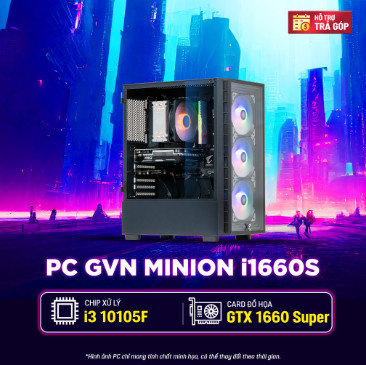 HỖ TRỢ
TRẢ GÓP
PC GVN MINION i1660S
CHIP XỬ LÝ
i3 10105F
CARD ĐỒ HỌA
GTX 1660 Super
*Hình ảnh PC chỉ mang tính chất minh họa, có thể thay đổi theo thời gian.